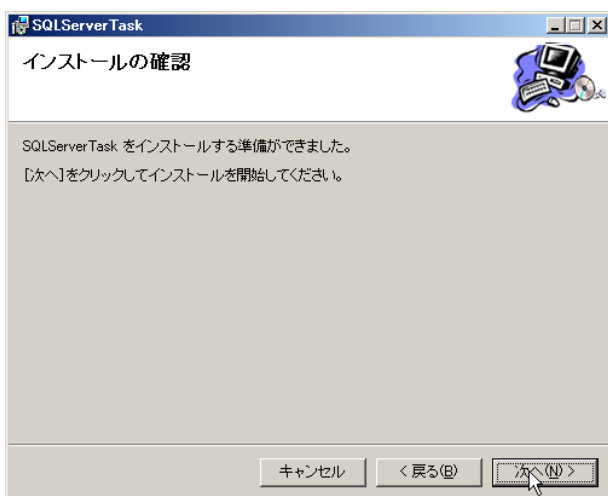 SQLServerTask
インストールの確認
SQLServerTask をインストールする準備ができました。
[次へ]をクリックしてインストールを開始してください。
キャンセル
< 戻る(B)
次へ(N) >